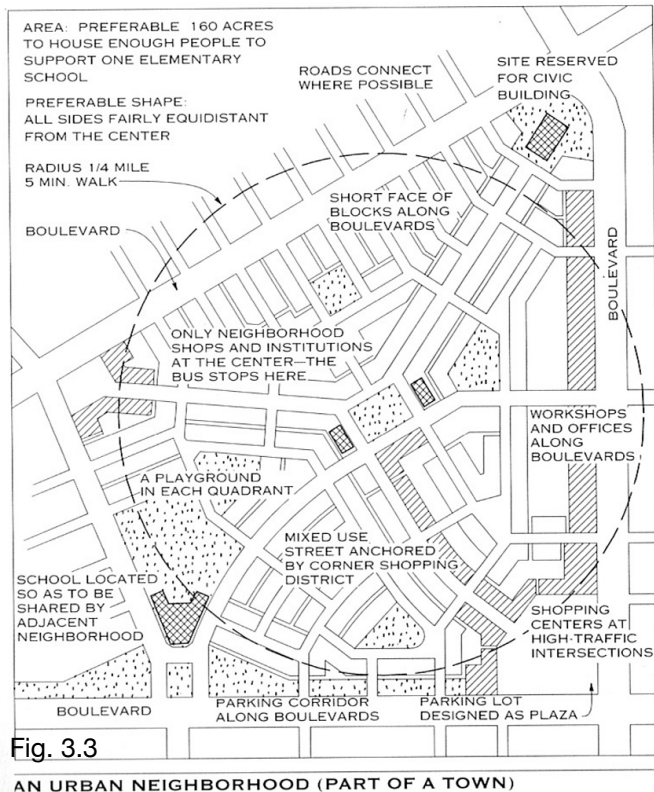 AREA: PREFERABLE 160 ACRES
TO HOUSE ENOUGH PEOPLE TO
SUPPORT ONE ELEMENTARY
SCHOOL
PREFERABLE SHAPE:
ALL SIDES FAIRLY EQUIDISTANT
FROM THE CENTER
RADIUS 1/4 MILE
5 MIN. WALK
BOULEVARD
ROADS CONNECT
WHERE POSSIBLE
SITE RESERVED
FOR CIVIC
BUILDING
SHORT FACE OF
BLOCKS ALONG
BOULEVARDS
BOULEVARD
ONLY NEIGHBORHOOD
SHOPS AND INSTITUTIONS
AT THE CENTER—THE
BUS STOPS HERE
WORKSHOPS
AND OFFICES
ALONG
BOULEVARDS
A PLAYGROUND
IN EACH QUADRANT
MIXED USE
STREET ANCHORED
BY CORNER SHOPPING
DISTRICT
SCHOOL LOCATED
SO AS TO BE
SHARED BY
ADJACENT
NEIGHBORHOOD
SHOPPING
CENTERS AT
HIGH-TRAFFIC
INTERSECTIONS
BOULEVARD
PARKING CORRIDOR
ALONG BOULEVARDS
PARKING LOT
DESIGNED AS PLAZA
Fig. 3.3
AN URBAN NEIGHBORHOOD (PART OF A TOWN)